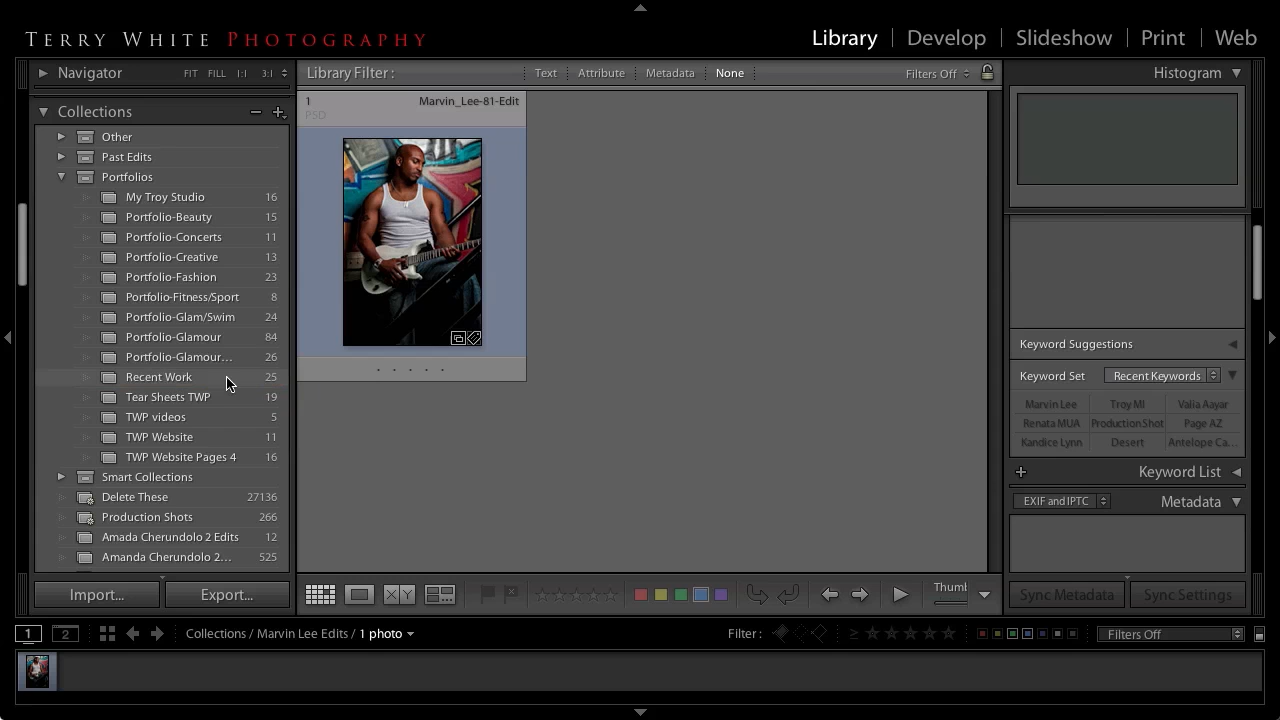 TERRY WHITE PHOTOGRAPHY
Library Develop Slideshow Print Web
Navigator FIT FILL 1:1 3:1
Library Filter : Text Attribute Metadata None Filters Off
Histogram
Collections
Other
Past Edits
Portfolios
My Troy Studio 16
Portfolio-Beauty 15
Portfolio-Concerts 11
Portfolio-Creative 13
Portfolio-Fashion 23
Portfolio-Fitness/Sport 8
Portfolio-Glam/Swim 24
Portfolio-Glamour 84
Portfolio-Glamour... 26
Recent Work 25
Tear Sheets TWP 19
TWP videos 5
TWP Website 11
TWP Website Pages 4 16
Smart Collections
Delete These 27136
Production Shots 266
Amada Cherundolo 2 Edits 12
Amanda Cherundolo 2... 525
Import... Export...
1 Marvin_Lee-81-Edit
PSD
Keyword Suggestions
Keyword Set Recent Keywords
Marvin Lee Troy MI Valia Aayar
Renata MUA Production Shot Page AZ
Kandice Lynn Desert Antelope Ca...
Keyword List
EXIF and IPTC Metadata
XY Thumb
Sync Metadata Sync Settings
1 2 Collections / Marvin Lee Edits / 1 photo Filter : ≥ Filters Off